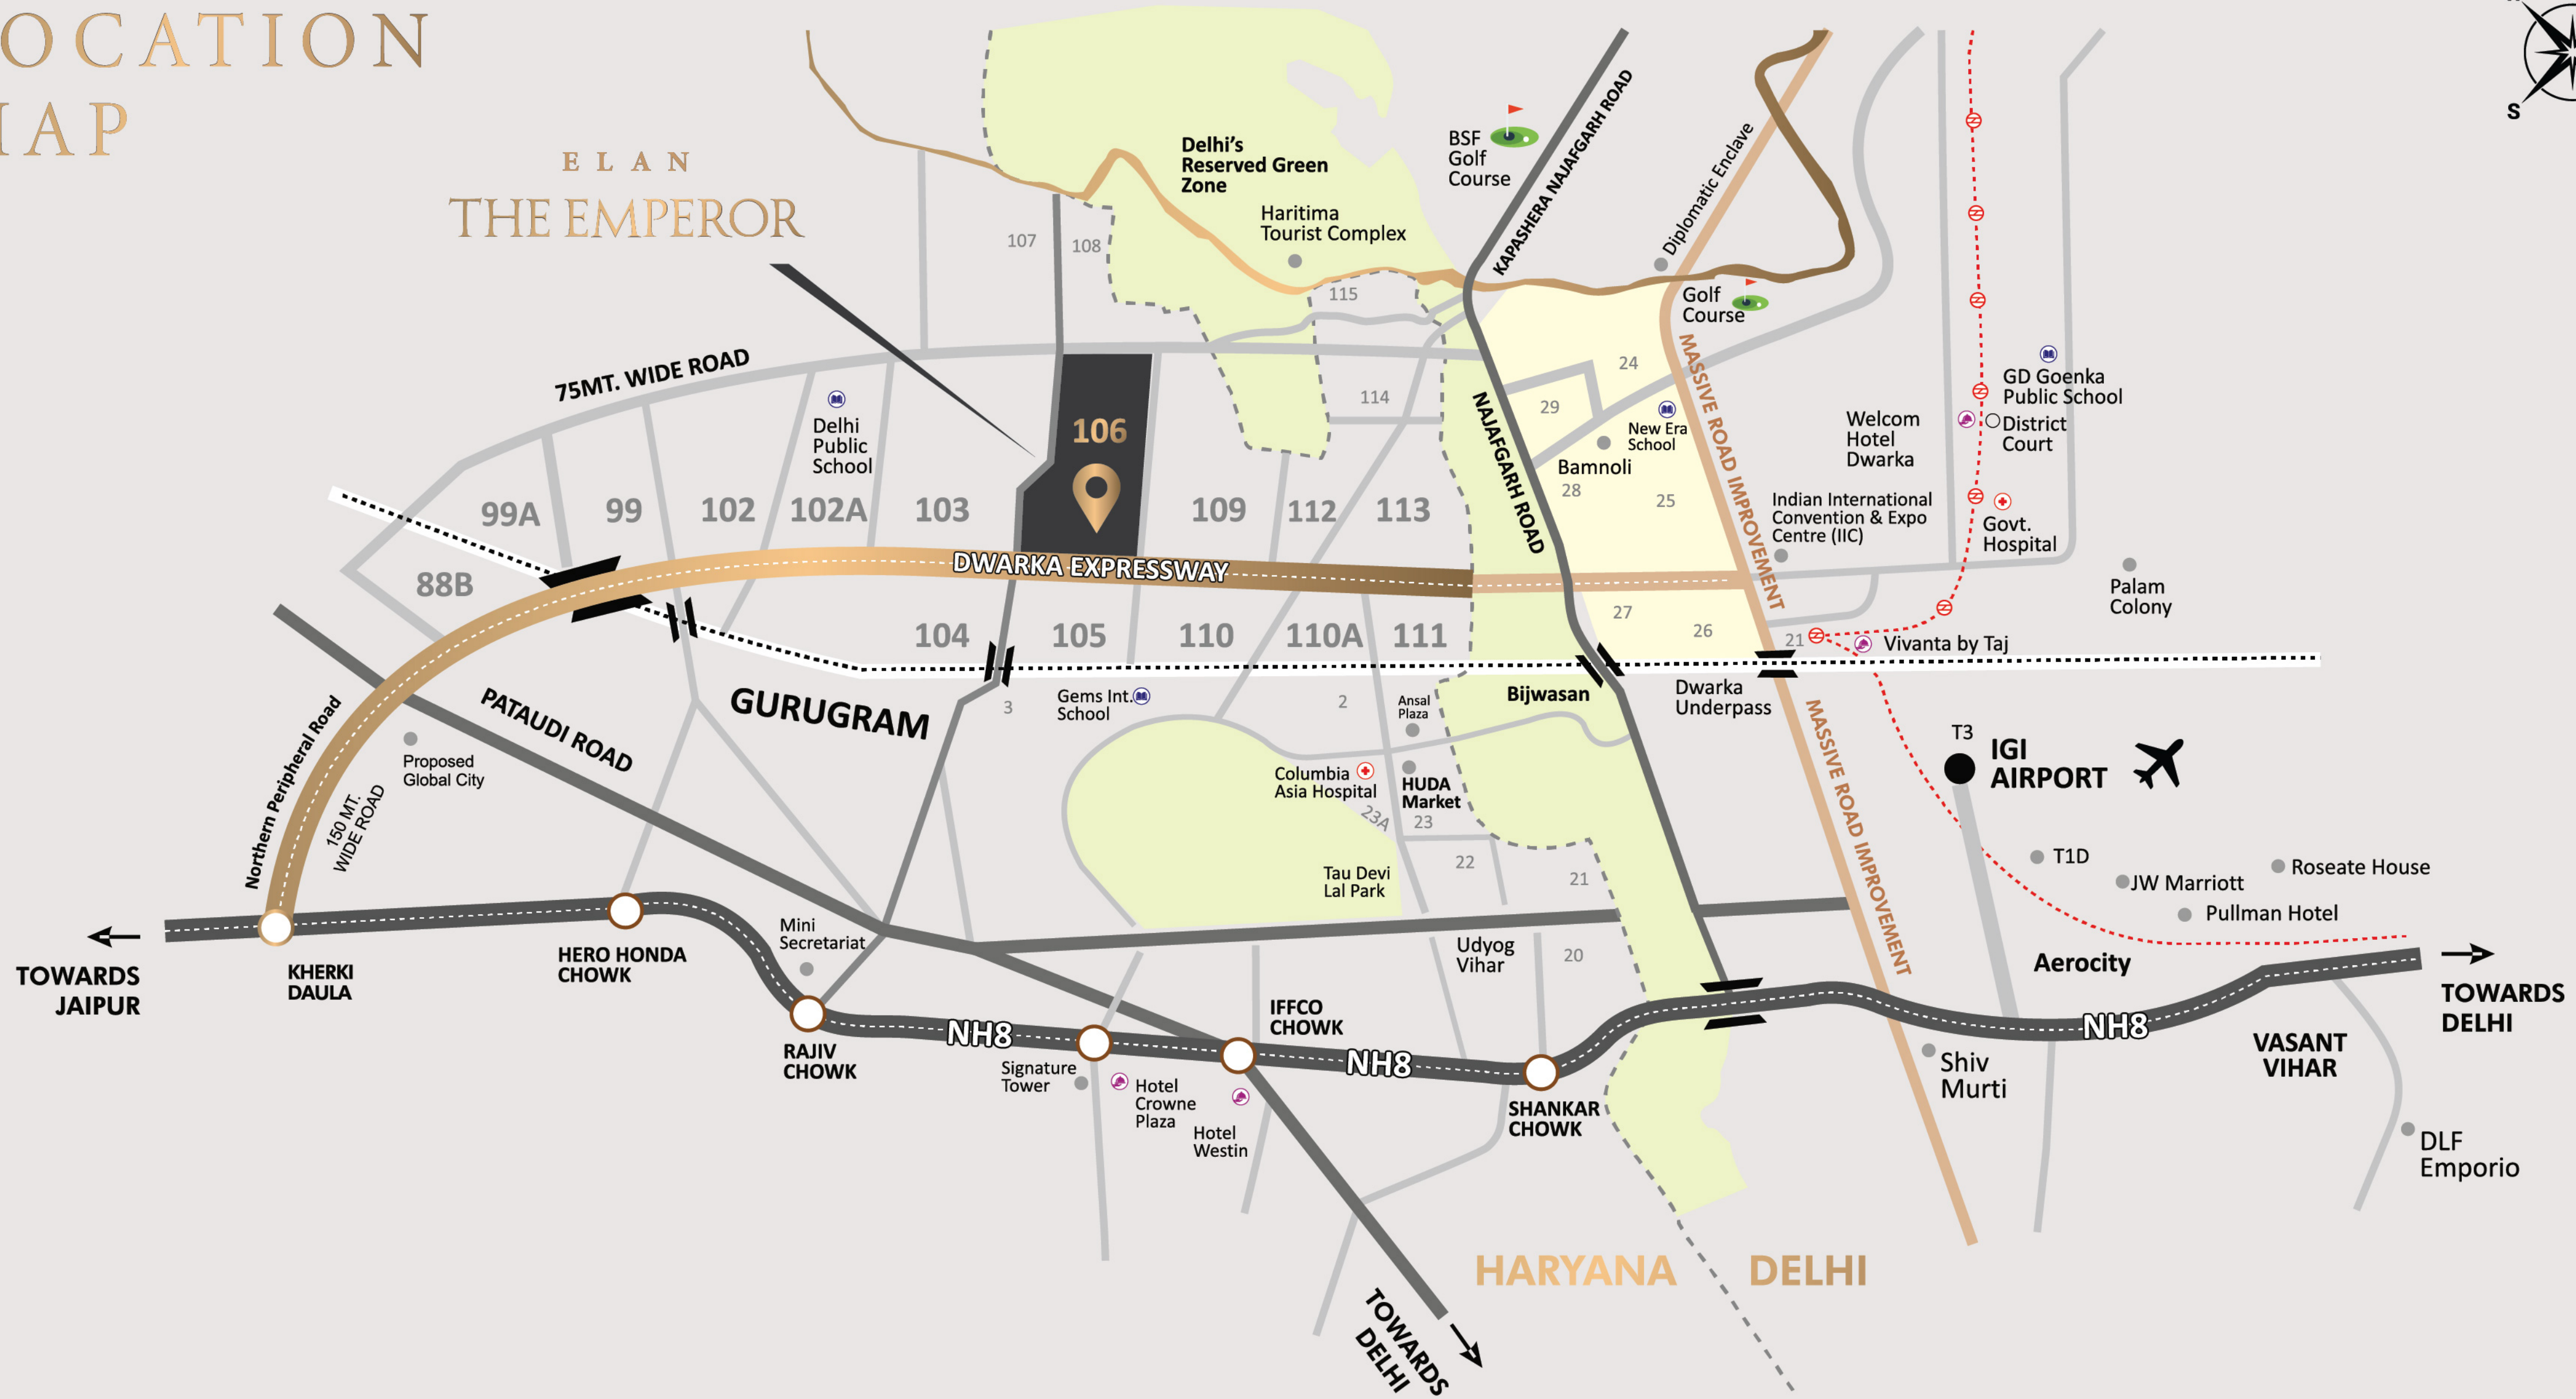 OCATION
MAP
ELAN
THE EMPEROR
S
Delhi's
Reserved Green
Zone
Haritima
Tourist Complex
BSF
Golf
Course
KAPASHERA NAJAFGARH ROAD
Diplomatic Enclave
Golf
Course
107
108
115
75MT. WIDE ROAD
Delhi
Public
School
106
114
24
29
NAJAFGARH ROAD
New Era
School
Bamnoli
28
25
MASSIVE ROAD IMPROVEMENT
GD Goenka
Public School
Welcom
Hotel
Dwarka
District
Court
Indian International
Convention & Expo
Centre (IIC)
Govt.
Hospital
Palam
Colony
99A
99
102
102A
103
109
112
113
88B
DWARKA EXPRESSWAY
104
105
110
110A
111
27
26
21
Vivanta by Taj
Bijwasan
Dwarka
Underpass
GURUGRAM
PATAUDI ROAD
3
Gems Int.
School
2
Ansal
Plaza
Northern Peripheral Road
150 MT.
WIDE ROAD
Proposed
Global City
Columbia
Asia Hospital
HUDA
Market
23A
23
22
21
Tau Devi
Lal Park
MASSIVE ROAD IMPROVEMENT
T3
IGI
AIRPORT
T1D
JW Marriott
Roseate House
Pullman Hotel
Aerocity
TOWARDS
JAIPUR
KHERKI
DAULA
HERO HONDA
CHOWK
Mini
Secretariat
RAJIV
CHOWK
NH8
Signature
Tower
Hotel
Crowne
Plaza
Hotel
Westin
IFFCO
CHOWK
NH8
Udyog
Vihar
20
SHANKAR
CHOWK
Shiv
Murti
NH8
VASANT
VIHAR
TOWARDS
DELHI
DLF
Emporio
HARYANA
DELHI
TOWARDS
DELHI